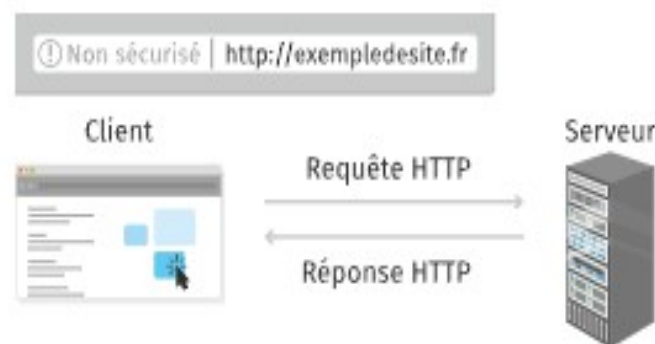 Non sécurisé | http://exempledesite.fr
Client
Serveur
Requête HTTP
Réponse HTTP